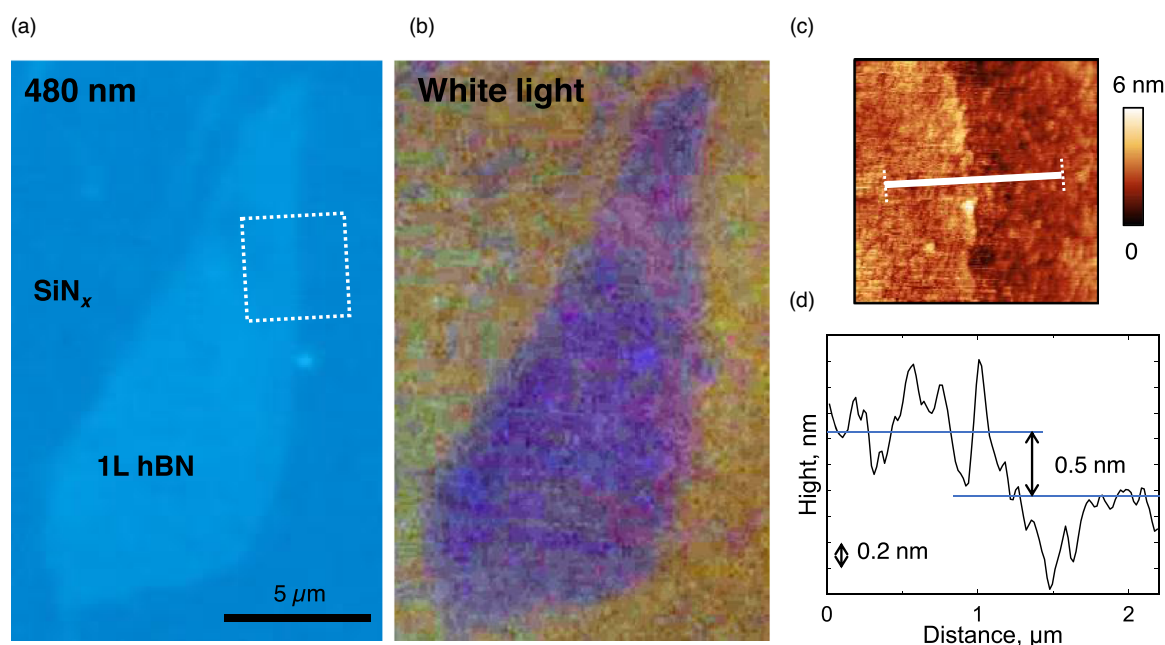 (a)
(b)
(c)
480 nm
White light
6 nm
0
SiNx
1L hBN
5 μm
(d)
Hight, nm
0.5 nm
0.2 nm
0
1
2
Distance, μm